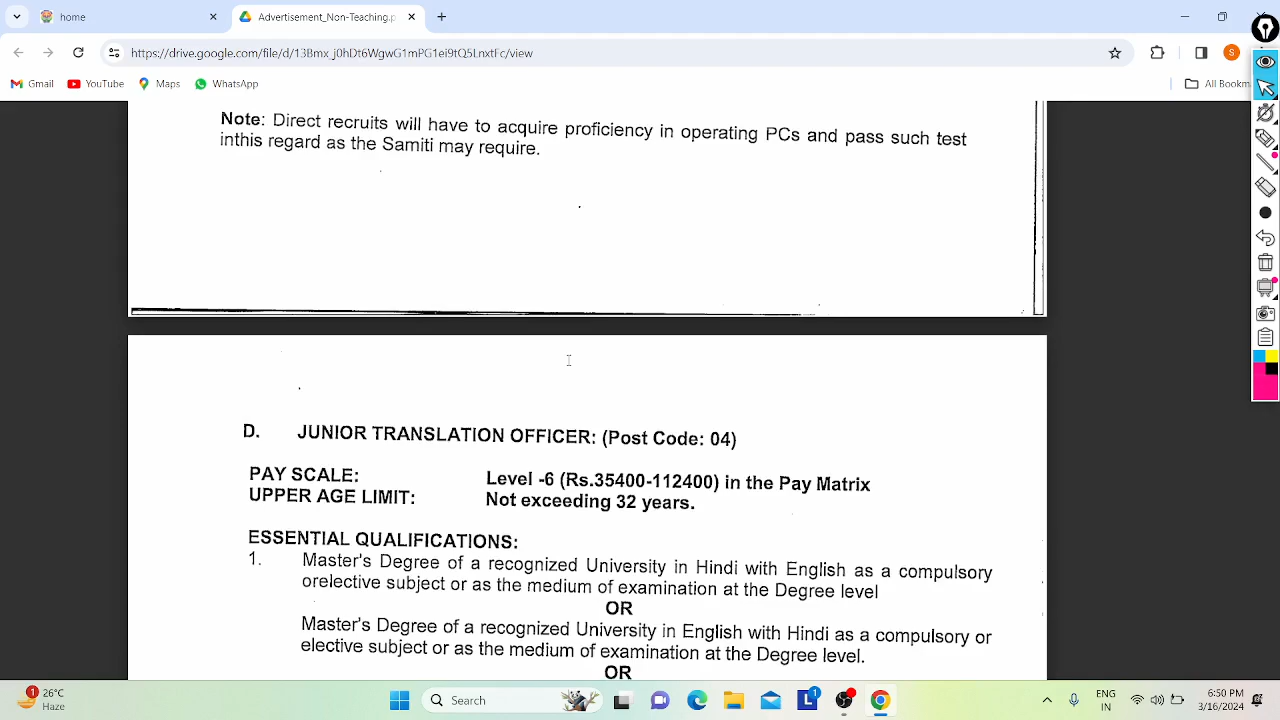 home
Advertisement_Non-Teaching.p
https://drive.google.com/file/d/13Bmx_j0hDt6WgwG1mPG1ei9tQ5LnxtFc/view
S
Gmail
YouTube
Maps
WhatsApp
All Bookm
Note: Direct recruits will have to acquire proficiency in operating PCs and pass such test
inthis regard as the Samiti may require.
D. JUNIOR TRANSLATION OFFICER: (Post Code: 04)
PAY SCALE: Level -6 (Rs.35400-112400) in the Pay Matrix
UPPER AGE LIMIT: Not exceeding 32 years.
ESSENTIAL QUALIFICATIONS:
1. Master's Degree of a recognized University in Hindi with English as a compulsory
orelective subject or as the medium of examination at the Degree level
OR
Master's Degree of a recognized University in English with Hindi as a compulsory or
elective subject or as the medium of examination at the Degree level.
OR
1
26°C
Haze
Search
L
1
ENG
IN
6:50 PM
3/16/2024